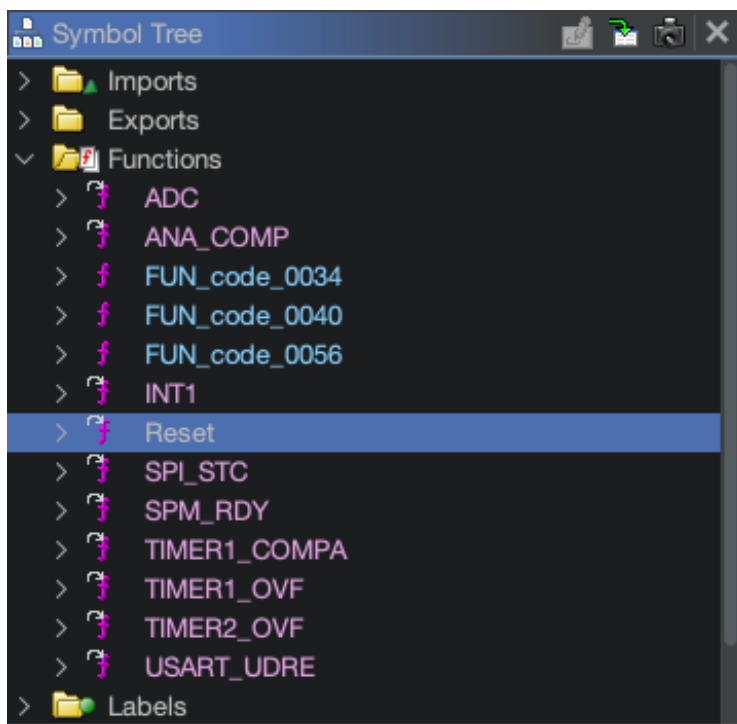 Symbol Tree
Imports
Exports
Functions
ADC
ANA_COMP
FUN_code_0034
FUN_code_0040
FUN_code_0056
INT1
Reset
SPI_STC
SPM_RDY
TIMER1_COMPA
TIMER1_OVF
TIMER2_OVF
USART_UDRE
Labels